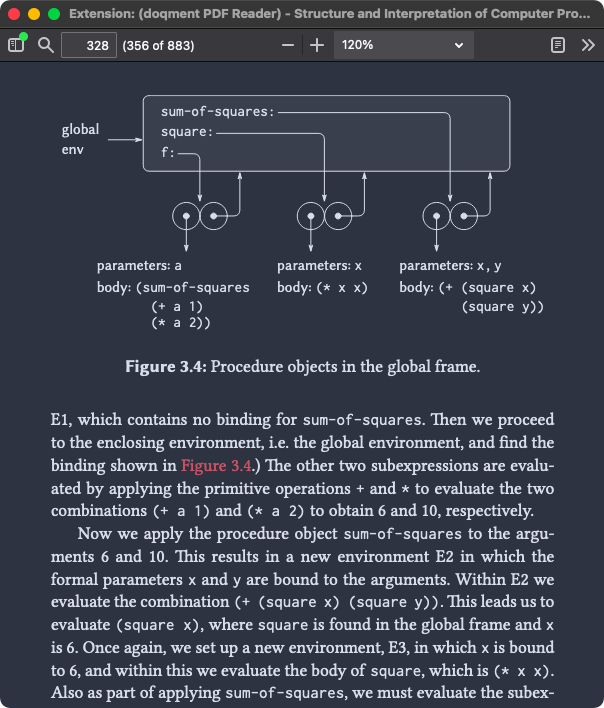 Extension: (doqment PDF Reader) - Structure and Interpretation of Computer Pro...
328 (356 of 883) 120%
global
env
sum-of-squares:
square:
f:
parameters: a
body: (sum-of-squares
(+ a 1)
(* a 2))
parameters: x
body: (* x x)
parameters: x, y
body: (+ (square x)
(square y))
Figure 3.4: Procedure objects in the global frame.
E1, which contains no binding for sum-of-squares. Then we proceed
to the enclosing environment, i.e. the global environment, and find the
binding shown in Figure 3.4.) The other two subexpressions are evalu-
ated by applying the primitive operations + and * to evaluate the two
combinations (+ a 1) and (* a 2) to obtain 6 and 10, respectively.
Now we apply the procedure object sum-of-squares to the argu-
ments 6 and 10. This results in a new environment E2 in which the
formal parameters x and y are bound to the arguments. Within E2 we
evaluate the combination (+ (square x) (square y)). This leads us to
evaluate (square x), where square is found in the global frame and x
is 6. Once again, we set up a new environment, E3, in which x is bound
to 6, and within this we evaluate the body of square, which is (* x x).
Also as part of applying sum-of-squares, we must evaluate the subex-